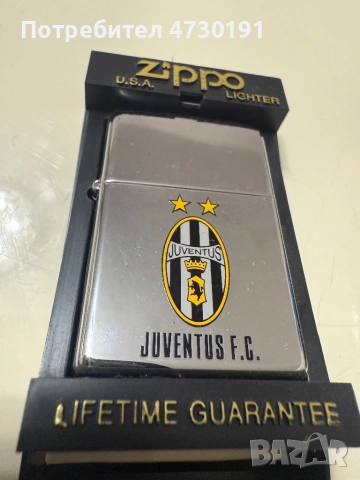 Потребител #4730191
zippo
U.S.A. LIGHTER
JUVENTUS
JUVENTUS F.C.
LIFETIME GUARANTEE
BAZAR